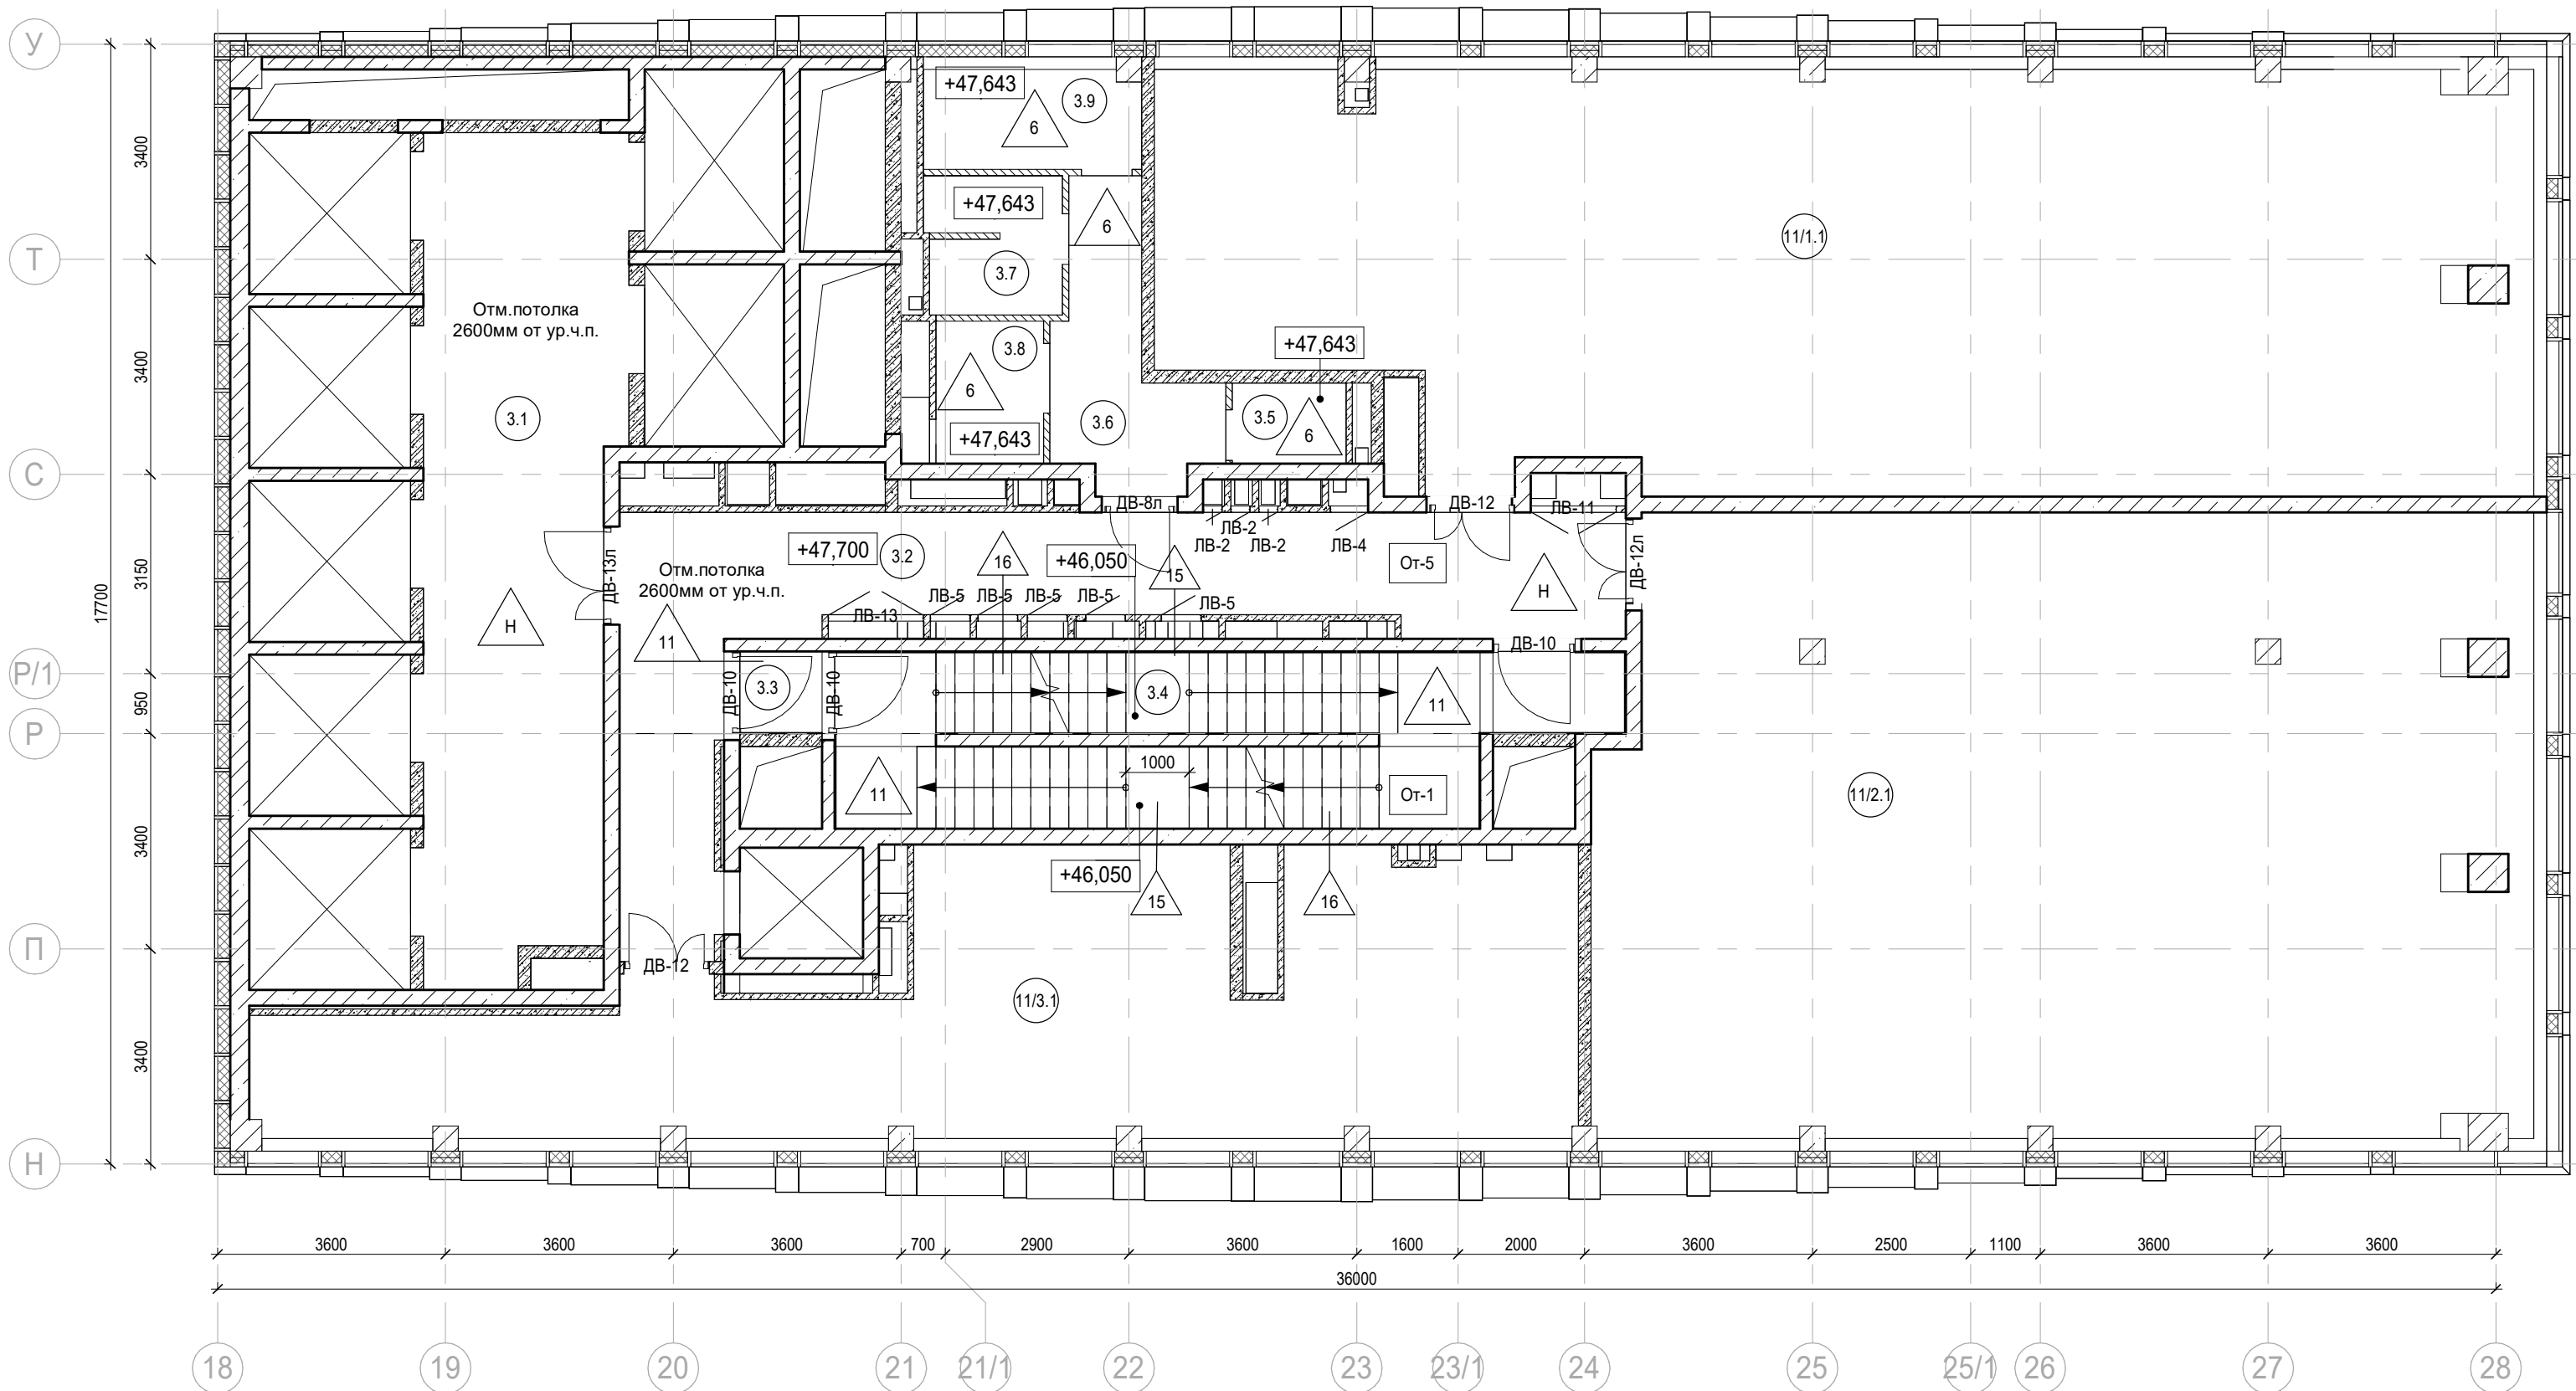 У
+47,643
3.9
6
3400
+47,643
6
11/1.1
Т
3.7
Отм.потолка
2600мм от ур.ч.п.
+47,643
3.8
3400
6
3.1
3.6
3.5
6
+47,643
С
ДВ-8л
ДВ-12
ЛВ-11
ЛВ-2
ЛВ-2
ЛВ-2
ЛВ-4
+47,700
3.2
16
+46,050
15
От-5
ДВ-12л
ДВ-13л
Отм.потолка
2600мм от ур.ч.п.
3150
17700
Н
Н
ЛВ-5
ЛВ-5
ЛВ-5
ЛВ-5
ЛВ-5
ЛВ-13
11
ДВ-10
Р/1
ДВ-10
3.3
ДВ-10
3.4
11
950
Р
1000
11
От-1
11/2.1
3400
+46,050
15
16
П
ДВ-12
11/3.1
3400
Н
3600
3600
3600
700
2900
3600
1600
2000
3600
2500
1100
3600
3600
36000
18
19
20
21
21/1
22
23
23/1
24
25
25/1
26
27
28